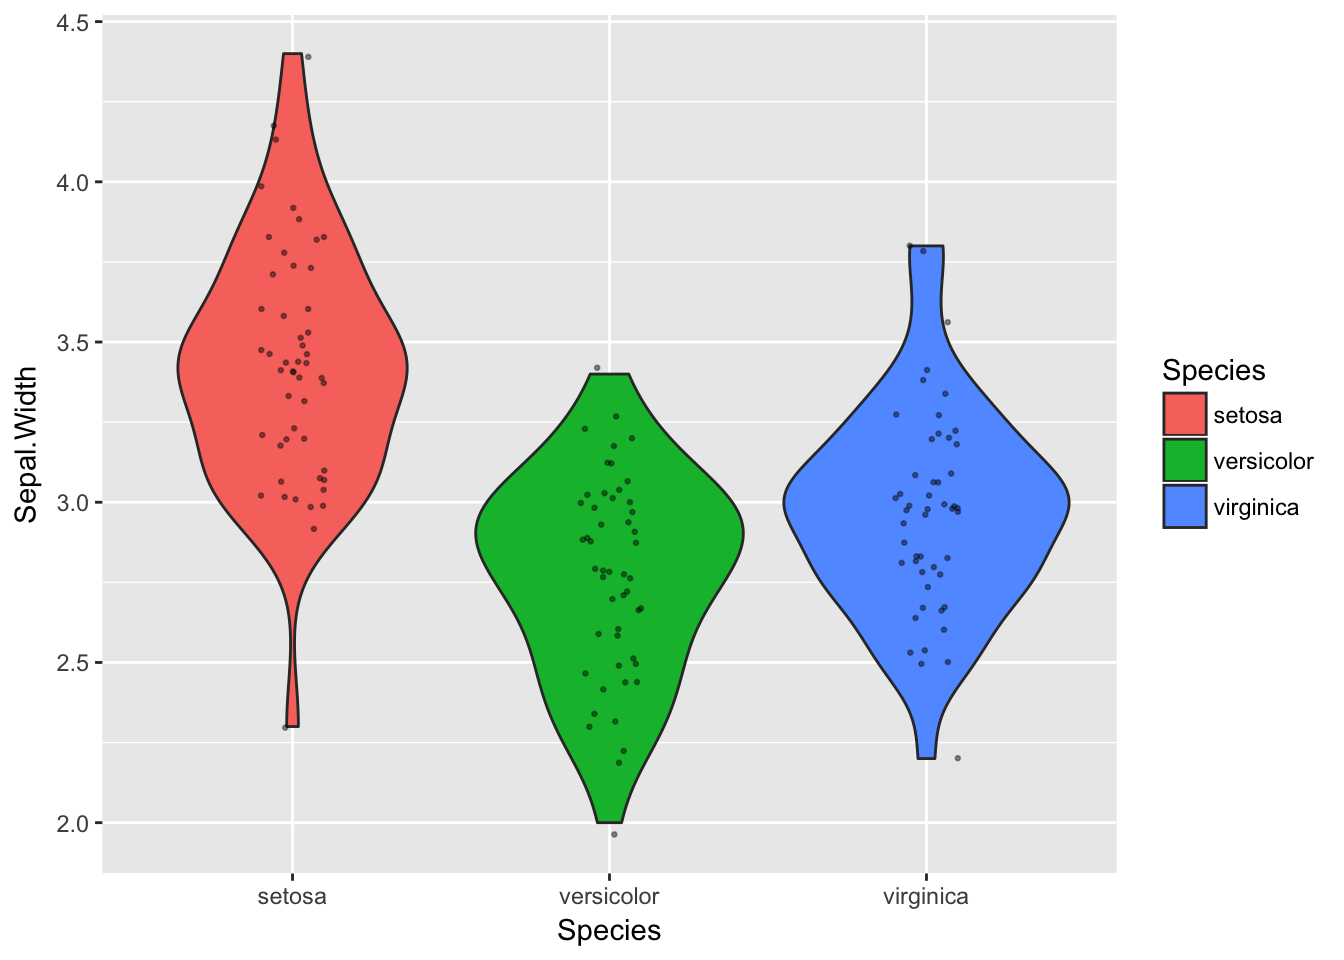 4.5
4.0
3.5
3.0
2.5
2.0
Sepal.Width
setosa
versicolor
virginica
Species
Species
setosa
versicolor
virginica